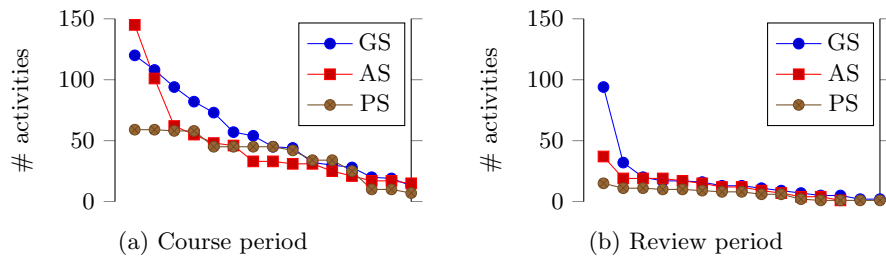 150
100
50
0
# activities
GS
AS
PS
(a) Course period
150
100
50
0
# activities
GS
AS
PS
(b) Review period